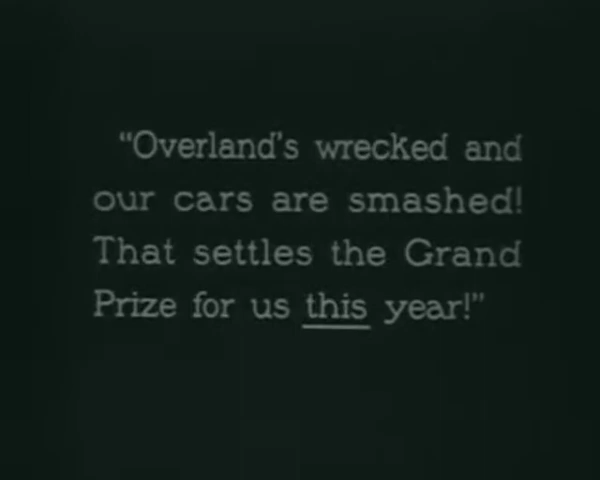 “Overland’s wrecked and
our cars are smashed!
That settles the Grand
Prize for us this year!”